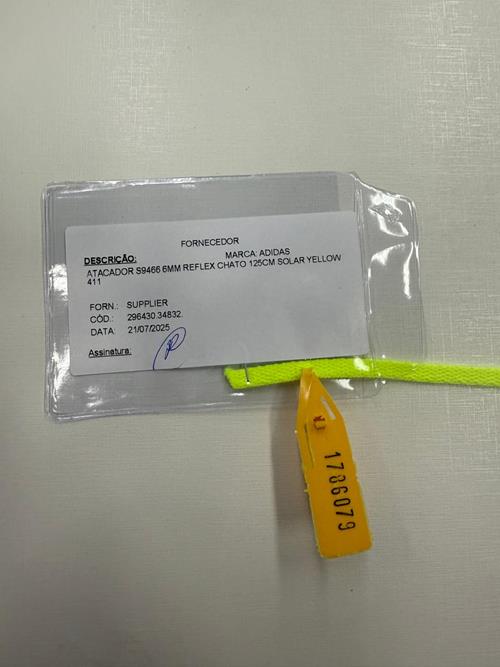 FORNECEDOR
DESCRIÇÃO: MARCA: ADIDAS
ATACADOR S9466 6MM REFLEX CHATO 125CM SOLAR YELLOW
411
FORN.: SUPPLIER
CÓD.: 296430.34832.
DATA: 21/07/2025
Assinatura:
1786079